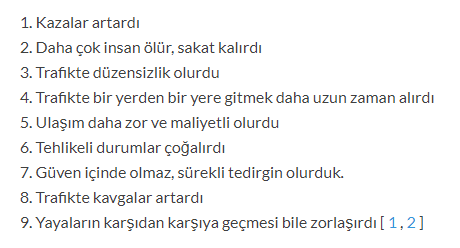 1. Kazalar artardı
2. Daha çok insan ölür, sakat kalırdı
3. Trafikte düzensizlik olurdu
4. Trafikte bir yerden bir yere gitmek daha uzun zaman alırdı
5. Ulaşım daha zor ve maliyetli olurdu
6. Tehlikeli durumlar çoğalırdı
7. Güven içinde olmaz, sürekli tedirgin olurduk.
8. Trafikte kavgalar artardı
9. Yayaların karşıdan karşıya geçmesi bile zorlaşırdı [ 1 , 2 ]